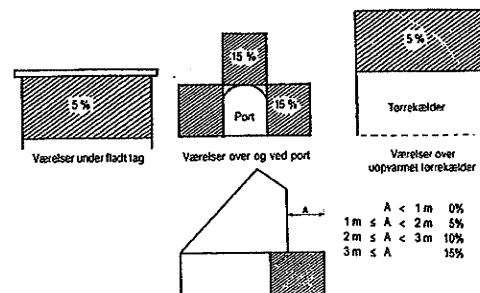 5 %
Værelser under fladt tag
15 %
15 %
Port
Værelser over og ved port
5 %
Tørrekælder
Værelser over
uopvarmet tørrekælder
A
A < 1 m 0%
1 m ≤ A < 2 m 5%
2 m ≤ A < 3 m 10%
3 m ≤ A 15%